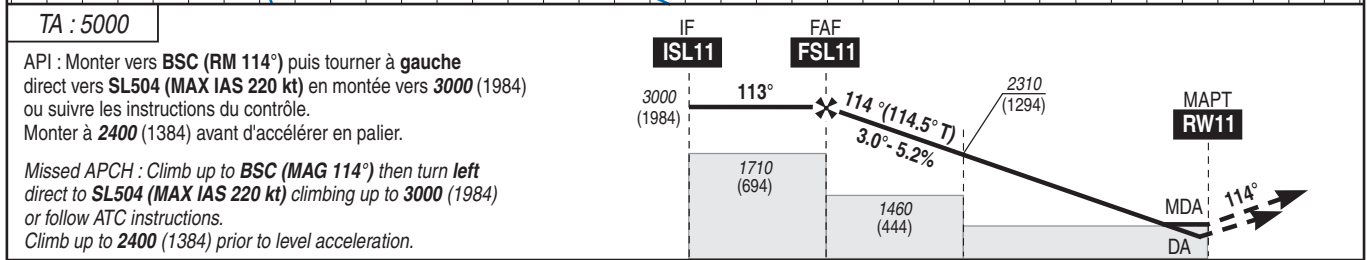 TA : 5000
API : Monter vers BSC (RM 114°) puis tourner à gauche
direct vers SL504 (MAX IAS 220 kt) en montée vers 3000 (1984)
ou suivre les instructions du contrôle.
Monter à 2400 (1384) avant d'accélérer en palier.
Missed APCH : Climb up to BSC (MAG 114°) then turn left
direct to SL504 (MAX IAS 220 kt) climbing up to 3000 (1984)
or follow ATC instructions.
Climb up to 2400 (1384) prior to level acceleration.
IF
ISL11
FAF
FSL11
3000
(1984)
113°
114 °(114.5° T)
3.0°- 5.2%
2310
(1294)
MAPT
RW11
1710
(694)
1460
(444)
MDA
DA
114°